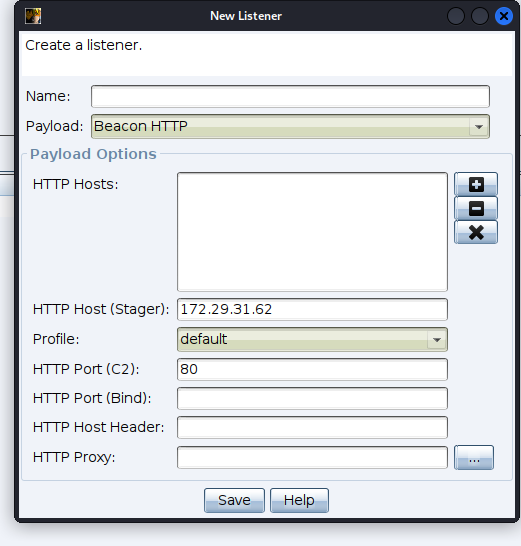 New Listener
Create a listener.
Name:
Payload: Beacon HTTP
Payload Options
HTTP Hosts:
HTTP Host (Stager): 172.29.31.62
Profile: default
HTTP Port (C2): 80
HTTP Port (Bind):
HTTP Host Header:
HTTP Proxy: ...
Save Help